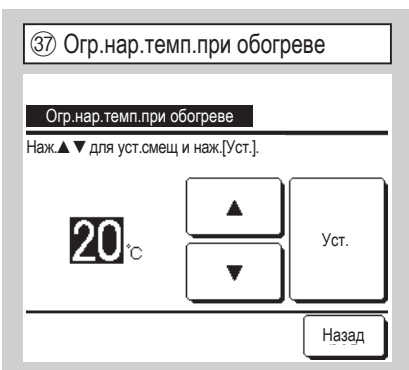 ㊲ Огр.нар.темп.при обогреве
Огр.нар.темп.при обогреве
Наж.▲▼ для уст.смещ и наж.[Уст.].
▲
20°C
Уст.
▼
Назад